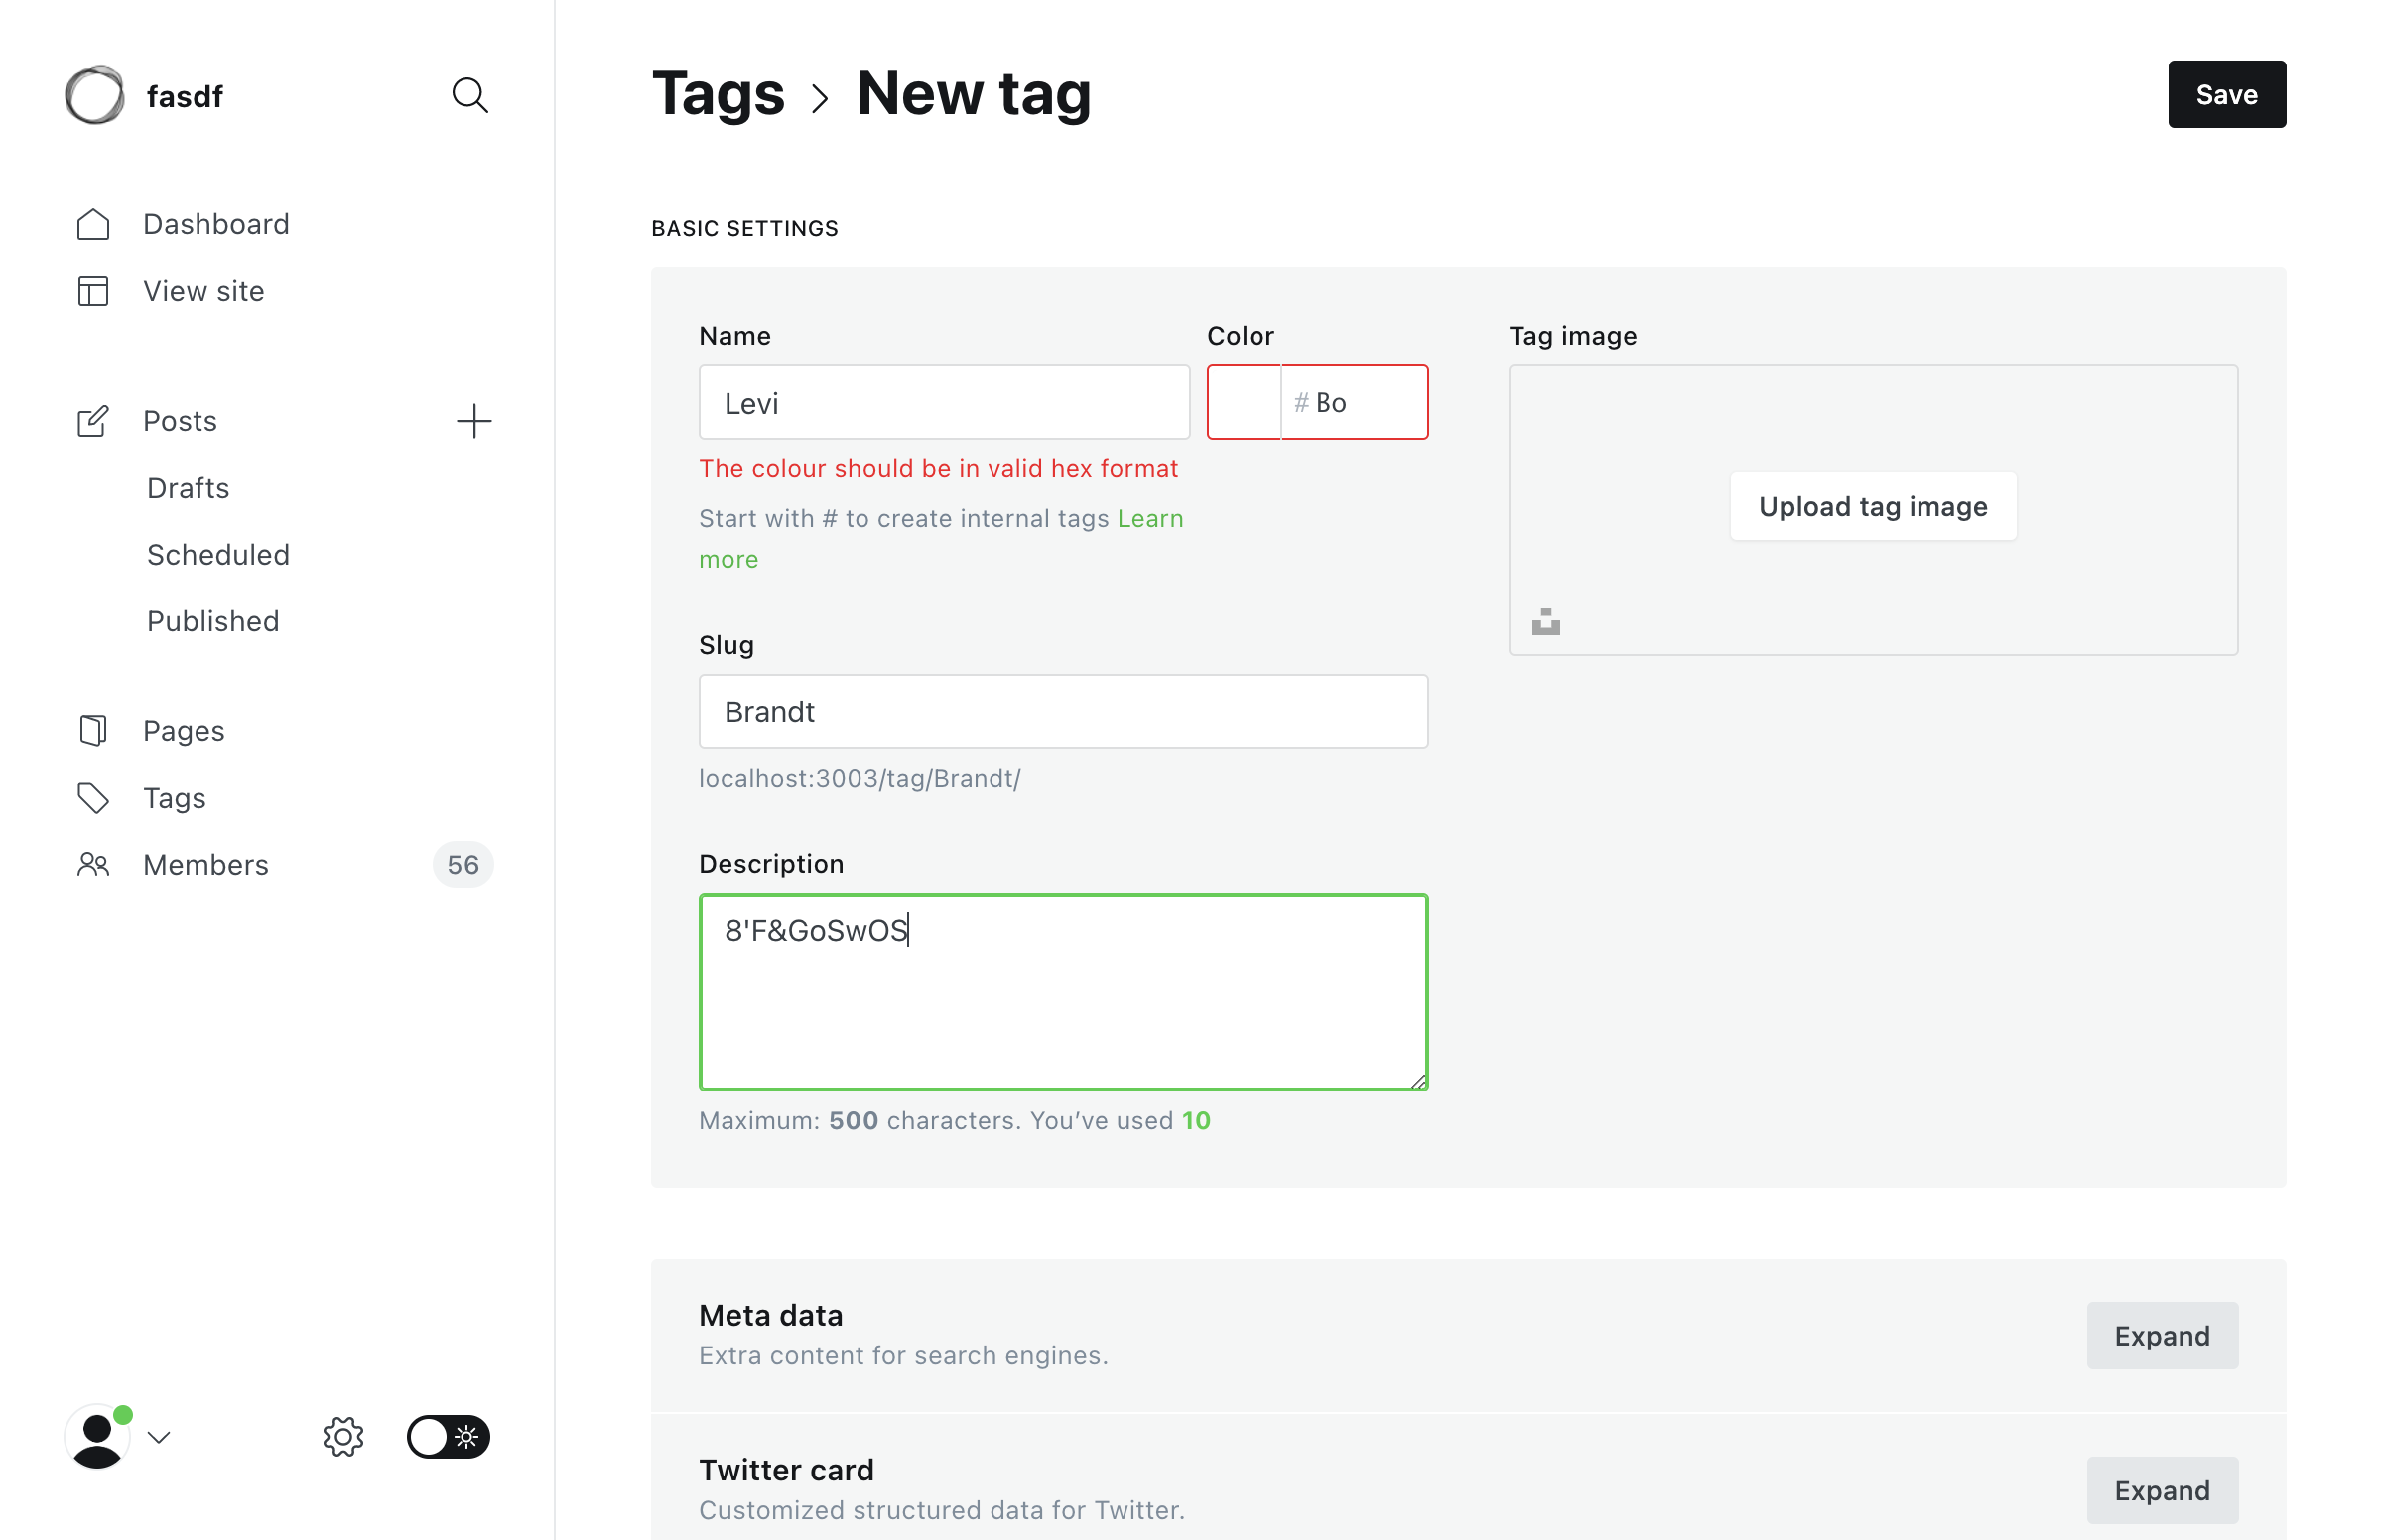 fasdf
Tags > New tag
Save
Dashboard
View site
Posts
Drafts
Scheduled
Published
Pages
Tags
Members 56
BASIC SETTINGS
Name
Levi
Color
# Bo
The colour should be in valid hex format
Start with # to create internal tags Learn
more
Slug
Brandt
localhost:3003/tag/Brandt/
Description
8'F&GoSwOS
Maximum: 500 characters. You’ve used 10
Tag image
Upload tag image
Meta data
Extra content for search engines.
Expand
Twitter card
Customized structured data for Twitter.
Expand